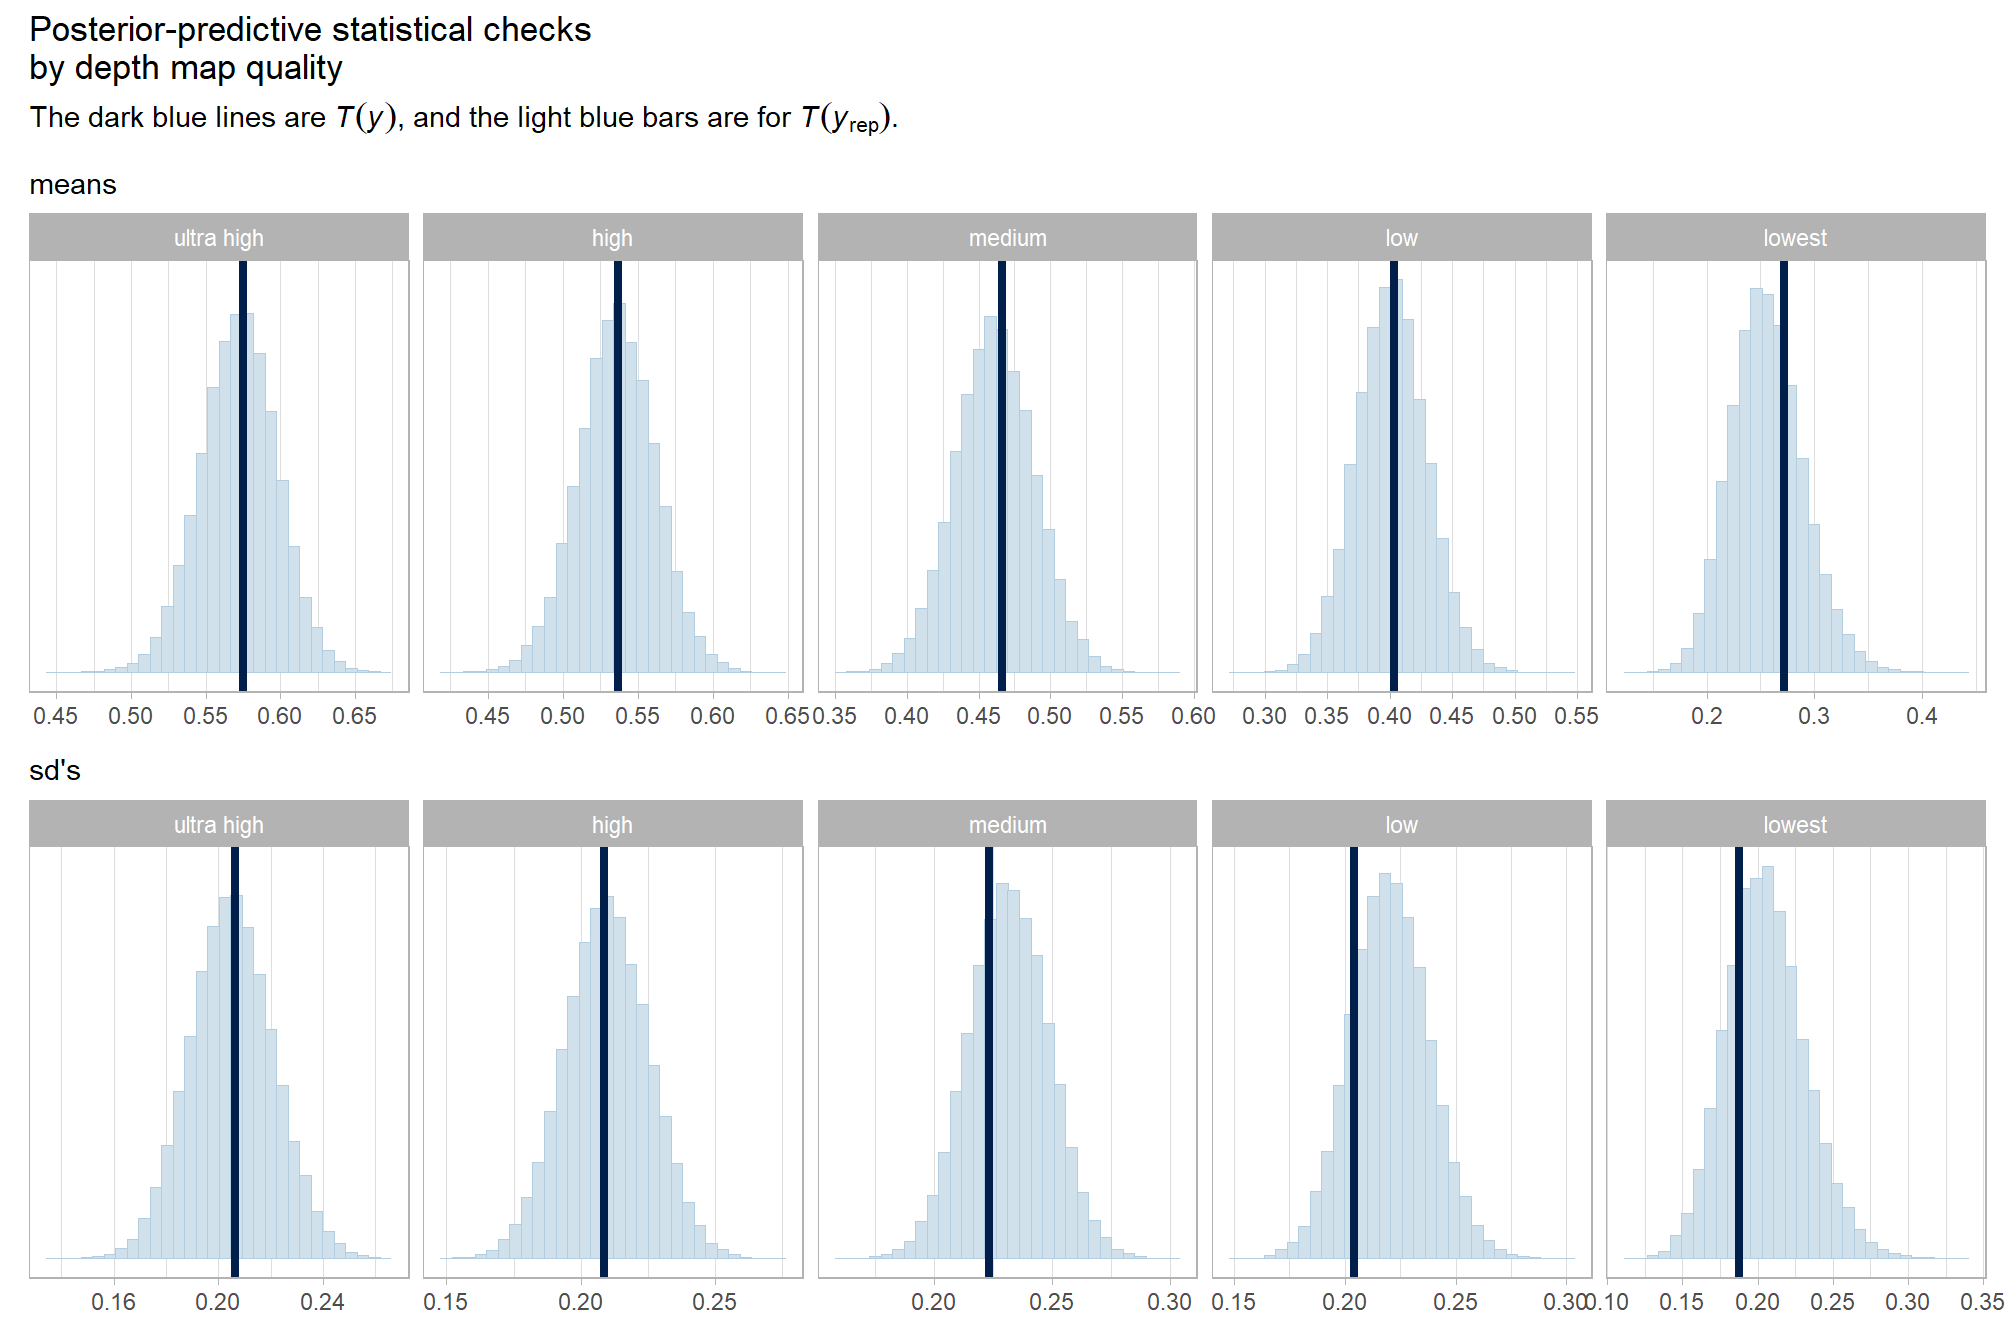 Posterior-predictive statistical checks
by depth map quality
The dark blue lines are T(y), and the light blue bars are for T(y_rep).
means
ultra high high medium low lowest
0.45 0.50 0.55 0.60 0.65 0.45 0.50 0.55 0.60 0.65 0.35 0.40 0.45 0.50 0.55 0.60 0.30 0.35 0.40 0.45 0.50 0.55 0.2 0.3 0.4
sd's
ultra high high medium low lowest
0.16 0.20 0.24 0.15 0.20 0.25 0.20 0.25 0.30 0.15 0.20 0.25 0.30 0.10 0.15 0.20 0.25 0.30 0.35